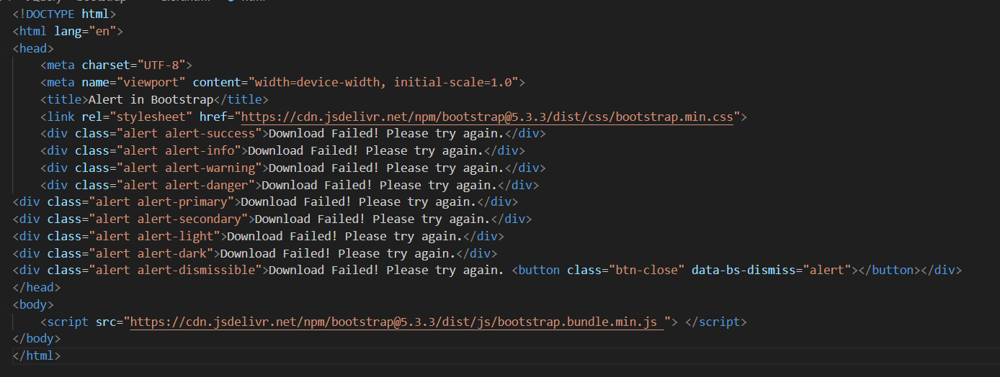 <!DOCTYPE html>
<html lang="en">
<head>
    <meta charset="UTF-8">
    <meta name="viewport" content="width=device-width, initial-scale=1.0">
    <title>Alert in Bootstrap</title>
    <link rel="stylesheet" href="https://cdn.jsdelivr.net/npm/bootstrap@5.3.3/dist/css/bootstrap.min.css">
    <div class="alert alert-success">Download Failed! Please try again.</div>
    <div class="alert alert-info">Download Failed! Please try again.</div>
    <div class="alert alert-warning">Download Failed! Please try again.</div>
    <div class="alert alert-danger">Download Failed! Please try again.</div>
<div class="alert alert-primary">Download Failed! Please try again.</div>
<div class="alert alert-secondary">Download Failed! Please try again.</div>
<div class="alert alert-light">Download Failed! Please try again.</div>
<div class="alert alert-dark">Download Failed! Please try again.</div>
<div class="alert alert-dismissible">Download Failed! Please try again. <button class="btn-close" data-bs-dismiss="alert"></button></div>
</head>
<body>
    <script src="https://cdn.jsdelivr.net/npm/bootstrap@5.3.3/dist/js/bootstrap.bundle.min.js "> </script>
</body>
</html>